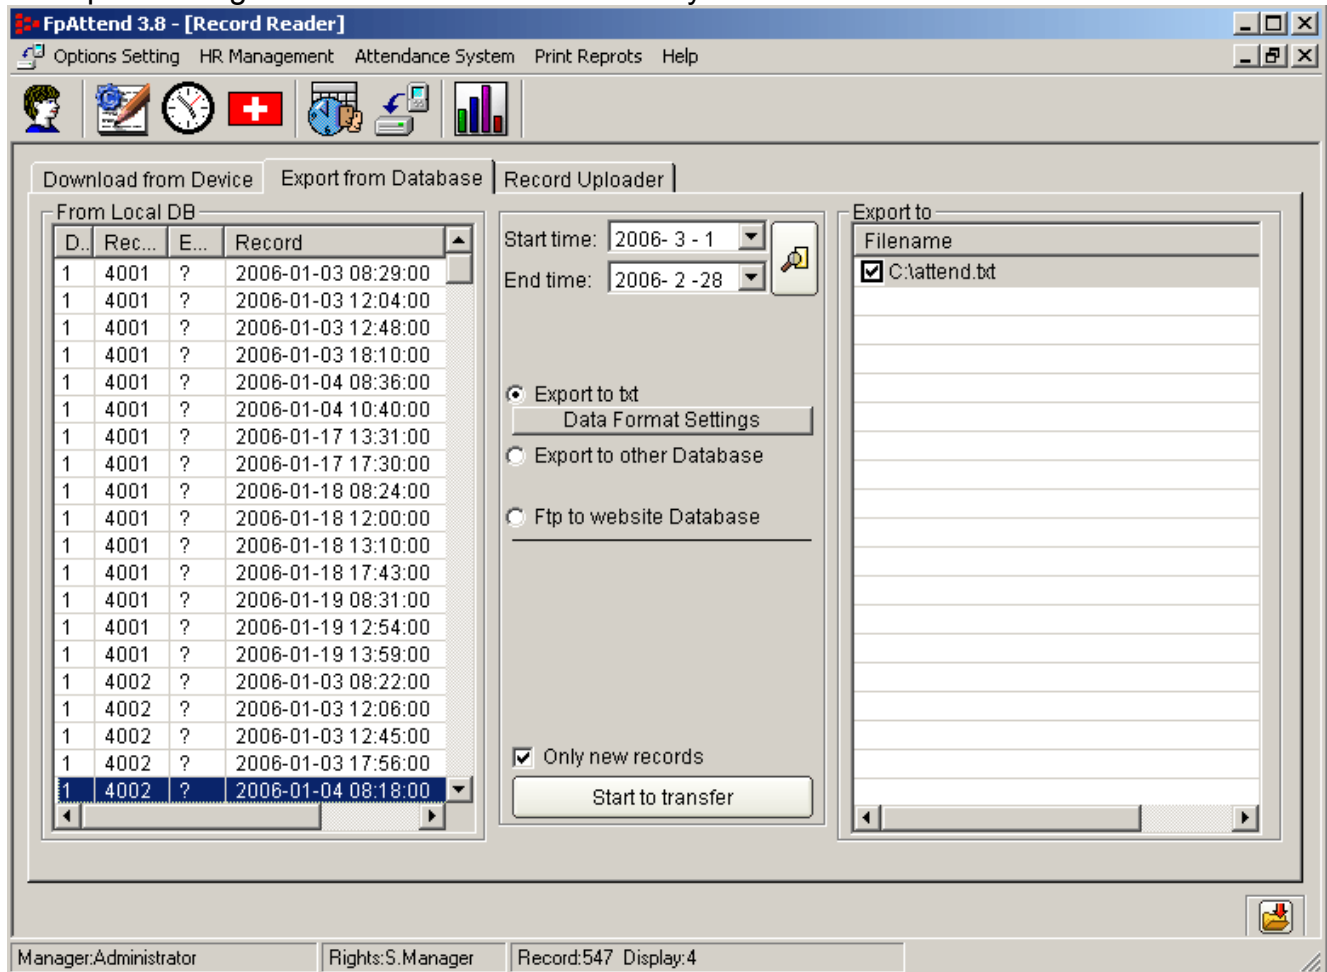 FpAttend 3.8 - [Record Reader]
Options Setting HR Management Attendance System Print Reprots Help
Download from Device Export from Database Record Uploader
From Local DB
D.. Rec... E... Record
1 4001 ? 2006-01-03 08:29:00
1 4001 ? 2006-01-03 12:04:00
1 4001 ? 2006-01-03 12:48:00
1 4001 ? 2006-01-03 18:10:00
1 4001 ? 2006-01-04 08:36:00
1 4001 ? 2006-01-04 10:40:00
1 4001 ? 2006-01-17 13:31:00
1 4001 ? 2006-01-17 17:30:00
1 4001 ? 2006-01-18 08:24:00
1 4001 ? 2006-01-18 12:00:00
1 4001 ? 2006-01-18 13:10:00
1 4001 ? 2006-01-18 17:43:00
1 4001 ? 2006-01-19 08:31:00
1 4001 ? 2006-01-19 12:54:00
1 4001 ? 2006-01-19 13:59:00
1 4002 ? 2006-01-03 08:22:00
1 4002 ? 2006-01-03 12:06:00
1 4002 ? 2006-01-03 12:45:00
1 4002 ? 2006-01-03 17:56:00
1 4002 ? 2006-01-04 08:18:00
Start time: 2006- 3 - 1
End time: 2006- 2 -28
Export to txt
Data Format Settings
Export to other Database
Ftp to website Database
Only new records
Start to transfer
Export to
Filename
C:\attend.txt
Manager:Administrator Rights:S.Manager Record:547 Display:4